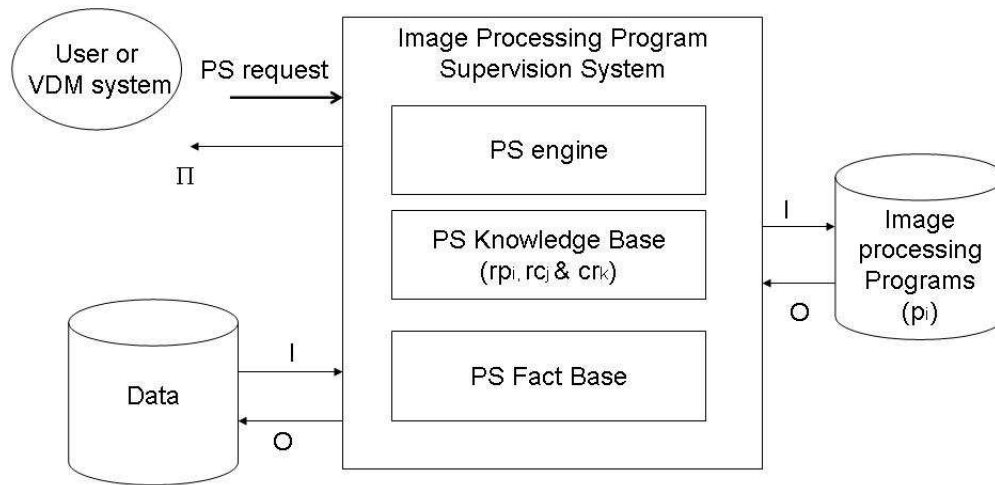 User or
VDM system
PS request
Π
Image Processing Program
Supervision System
PS engine
PS Knowledge Base
(rpi, rcj & crk)
PS Fact Base
I
O
Image
processing
Programs
(pi)
Data
I
O